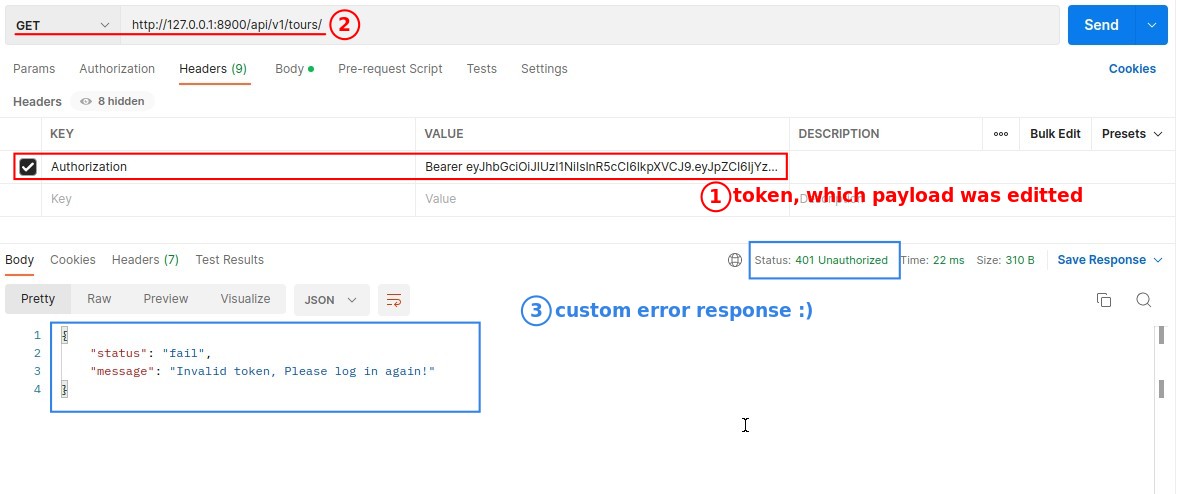 GET http://127.0.0.1:8900/api/v1/tours/ 2 Send
Params Authorization Headers (9) Body Pre-request Script Tests Settings Cookies
Headers 8 hidden
KEY VALUE DESCRIPTION Bulk Edit Presets
Authorization Bearer eyJhbGciOiJIUzI1NiIsInR5cCI6IkpXVCJ9.eyJpZCI6IjYz...
Key Value Description
1 token, which payload was editted
Body Cookies Headers (7) Test Results Status: 401 Unauthorized Time: 22 ms Size: 310 B Save Response
Pretty Raw Preview Visualize JSON
3 custom error response :)
1 {
2 "status": "fail",
3 "message": "Invalid token, Please log in again!"
4 }